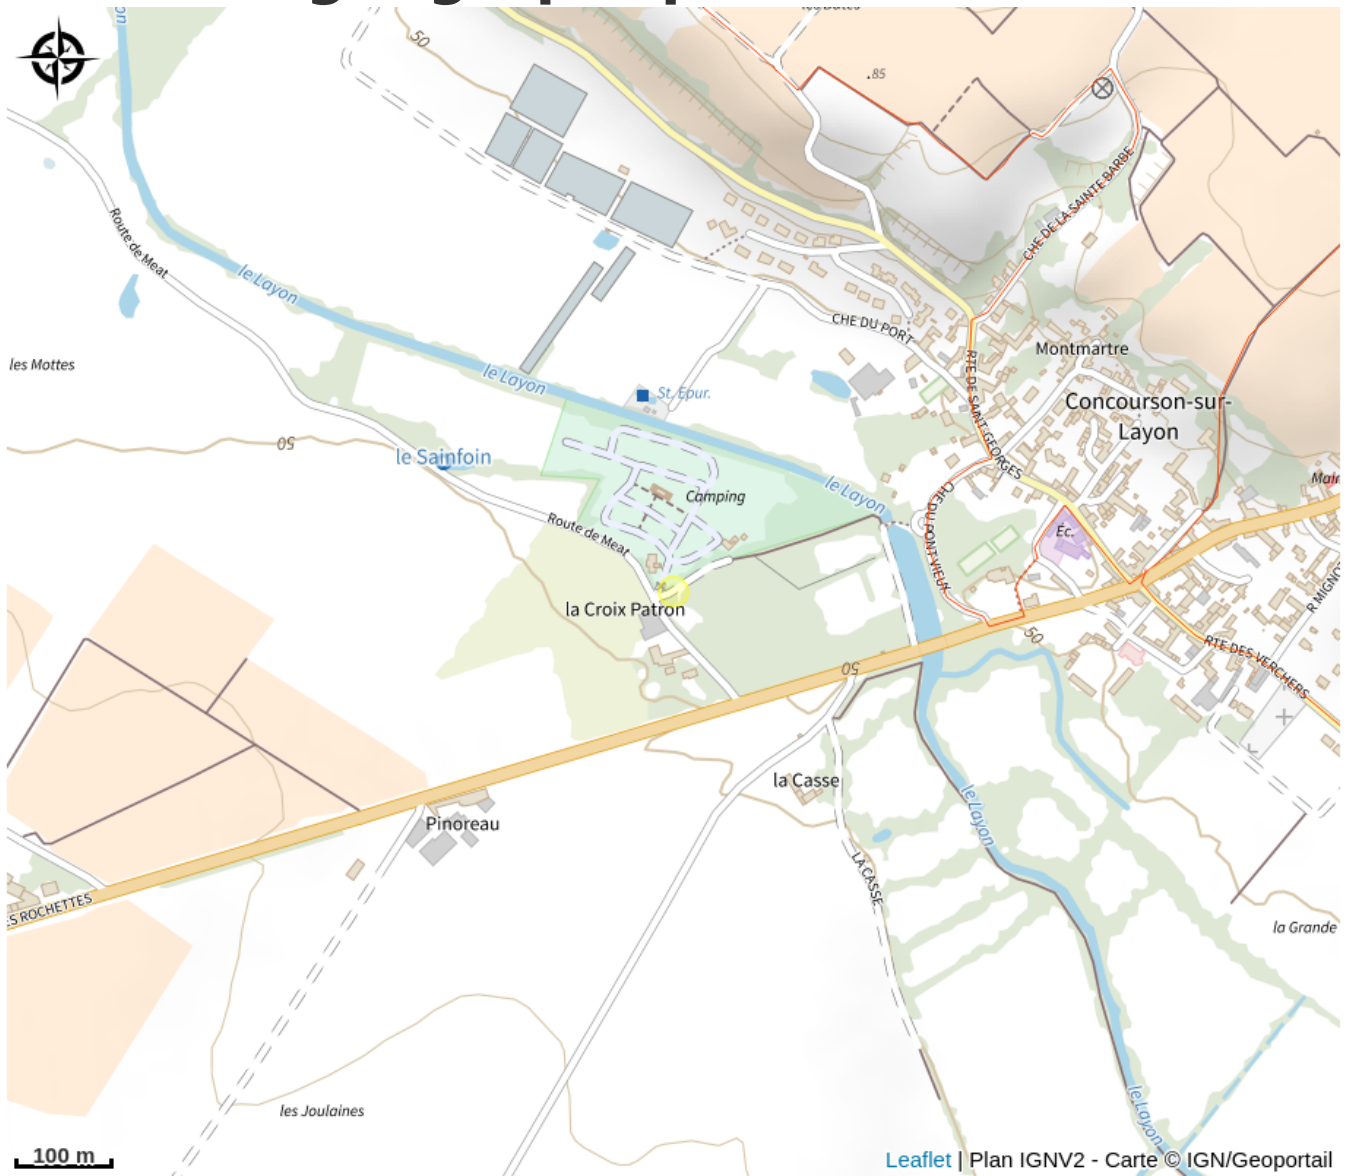 50
.85
CHE DE LA SAINTE BARBE
Route de Meat
le Layon
CHE DU PORT
Montmartre
RTE DE SAINT-GEORGES
les Mottes
le Layon
St. Epur.
Concourson-sur-
Layon
50
le Sainfoin
Camping
le Layon
Route de Meat
CHE DU PONT VIEUX
Éc.
la Croix Patron
50
R MIGNO
RTE DES VERCHERS
50
la Casse
Pinoreau
le Layon
LA CASSE
ES ROCHETTES
la Grande
les Joulaines
le Layon
100 m
Leaflet | Plan IGNV2 - Carte © IGN/Geoportail